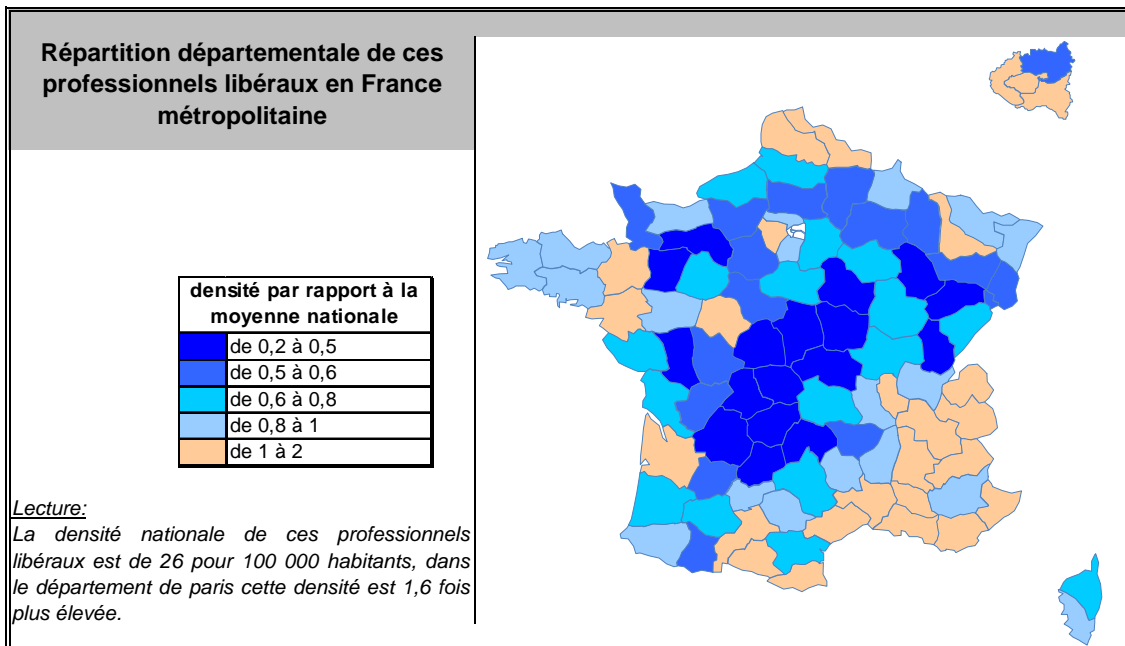 Répartition départementale de ces
professionnels libéraux en France
métropolitaine
densité par rapport à la
moyenne nationale
de 0,2 à 0,5
de 0,5 à 0,6
de 0,6 à 0,8
de 0,8 à 1
de 1 à 2
Lecture:
La densité nationale de ces professionnels
libéraux est de 26 pour 100 000 habitants, dans
le département de paris cette densité est 1,6 fois
plus élevée.